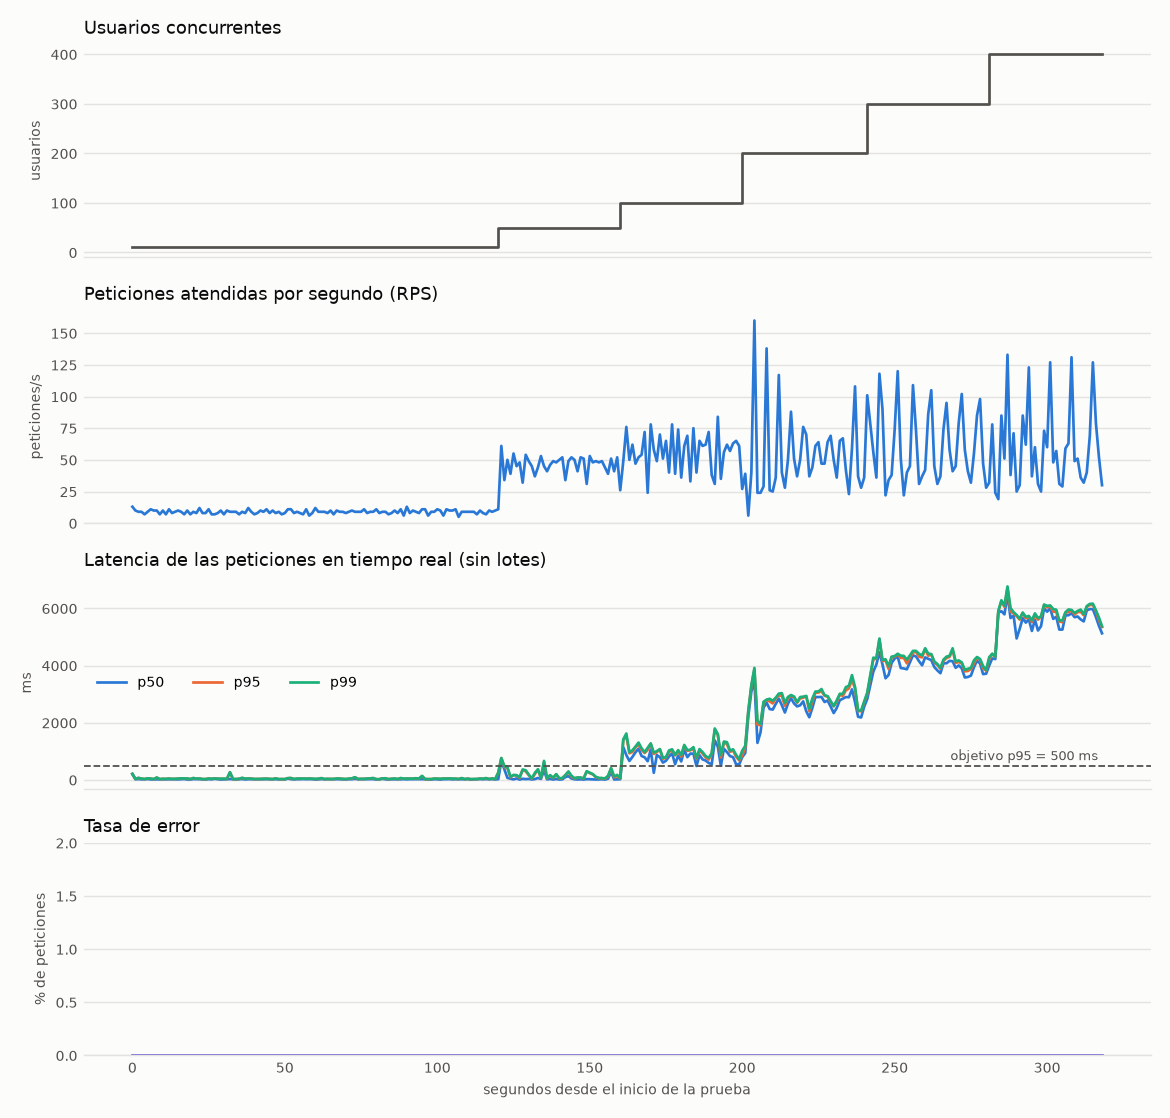 Usuarios concurrentes
400
300
200
100
0
usuarios
Peticiones atendidas por segundo (RPS)
150
125
100
75
50
25
0
peticiones/s
Latencia de las peticiones en tiempo real (sin lotes)
6000
4000
2000
0
ms
p50
p95
p99
objetivo p95 = 500 ms
Tasa de error
2.0
1.5
1.0
0.5
0.0
% de peticiones
0 50 100 150 200 250 300
segundos desde el inicio de la prueba